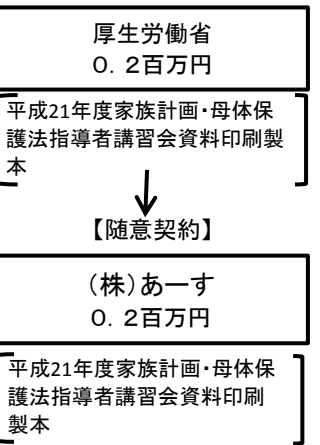 厚生労働省
０．２百万円
平成21年度家族計画・母体保
護法指導者講習会資料印刷製
本
【随意契約】
（株）あーす
０．２百万円
平成21年度家族計画・母体保
護法指導者講習会資料印刷
製本